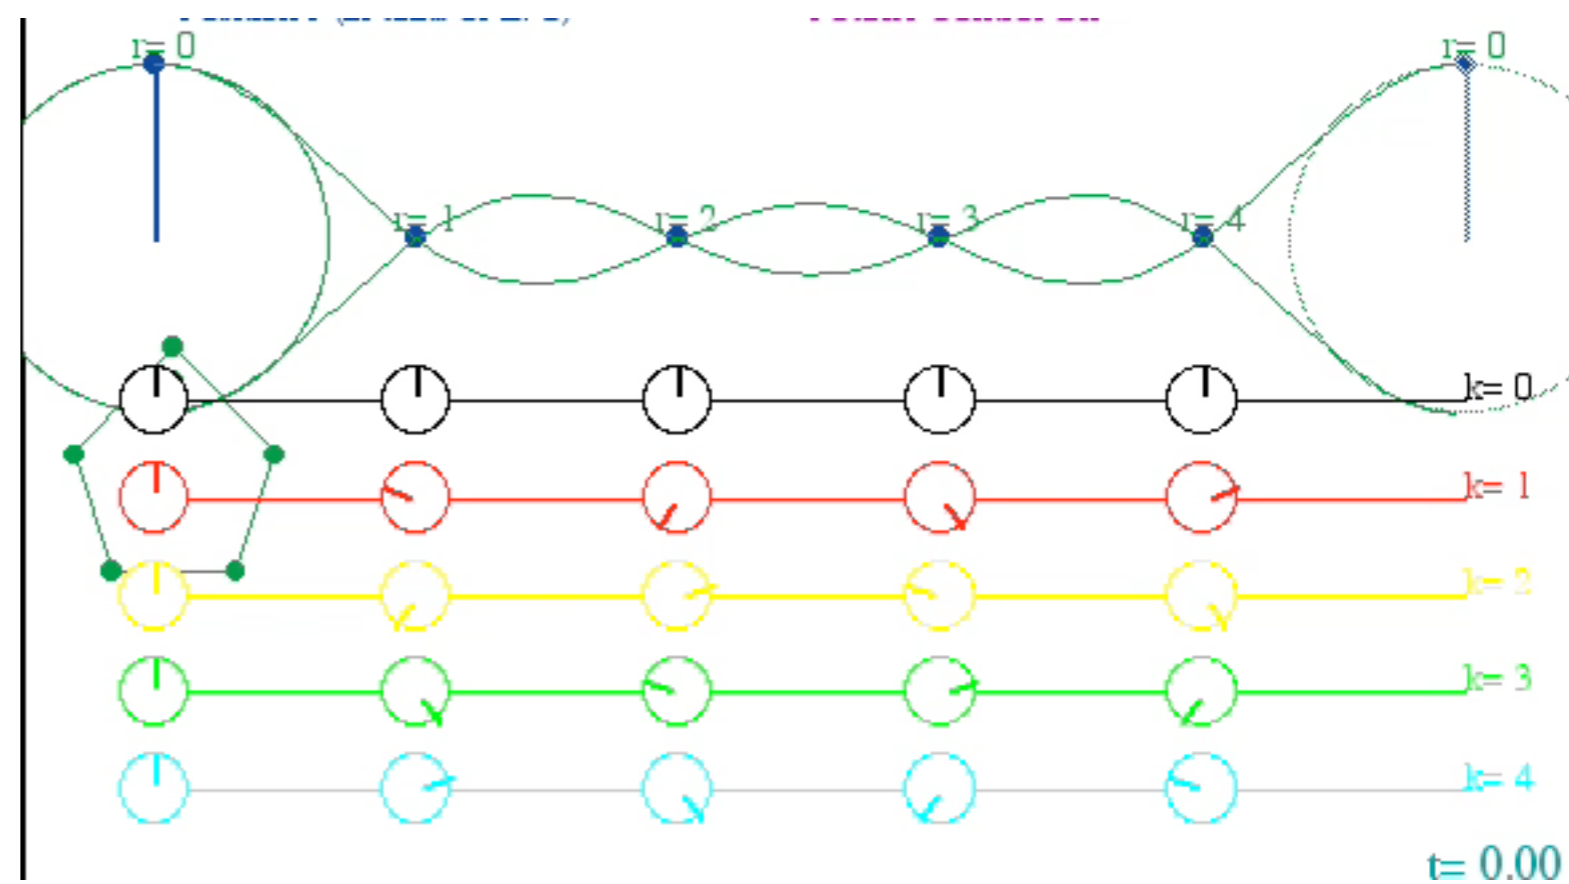 r= 0 r= 0
r= 1 r= 2 r= 3 r= 4
k= 0
k= 1
k= 2
k= 3
k= 4
t= 0.00